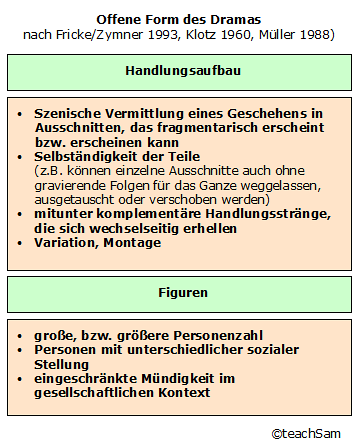 Offene Form des Dramas
nach Fricke/Zymner 1993, Klotz 1960, Müller 1988)
Handlungsaufbau
• Szenische Vermittlung eines Geschehens in
Ausschnitten, das fragmentarisch erscheint
bzw. erscheinen kann
• Selbständigkeit der Teile
(z.B. können einzelne Ausschnitte auch ohne
gravierende Folgen für das Ganze weggelassen,
ausgetauscht oder verschoben werden)
• mitunter komplementäre Handlungsstränge,
die sich wechselseitig erhellen
• Variation, Montage
Figuren
• große, bzw. größere Personenzahl
• Personen mit unterschiedlicher sozialer
Stellung
• eingeschränkte Mündigkeit im
gesellschaftlichen Kontext
©teachSam